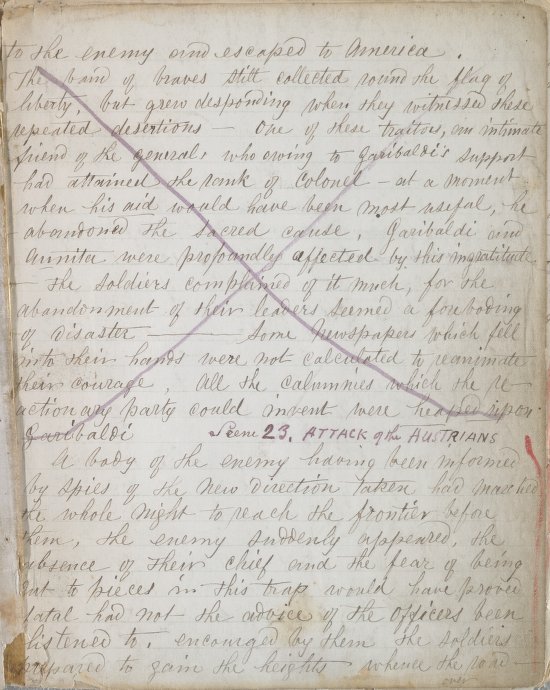 to the enemy and escaped to America.
The band of braves still collected round the flag of
liberty but grew desponding when they witnessed these
repeated desertions — One of these traitors, an intimate
friend of the general, who owing to Garibaldi's support
had attained the rank of Colonel — at a moment
when his aid would have been most useful, he
abandoned the sacred cause, Garibaldi and
Annita were profoundly affected by this ingratitude
— The soldiers complained of it much, for the
abandonment of their leaders seemed a foreboding
of disaster — Some Newspapers which fell
into their hands were not calculated to reanimate
their courage, All the calumnies which the re-
actionary party could invent were heaped upon
Garibaldi Scene 23. ATTACK of the AUSTRIANS
A body of the enemy having been informed
by spies of the New Direction taken had marched
the whole Night to reach the frontier before
them, the enemy suddenly appeared, the
absence of their chief and the fear of being
cut to pieces in this trap would have proved
fatal had not the advice of the Officers been
listened to. encouraged by them the soldiers
prepared to gain the heights whence the road —
over